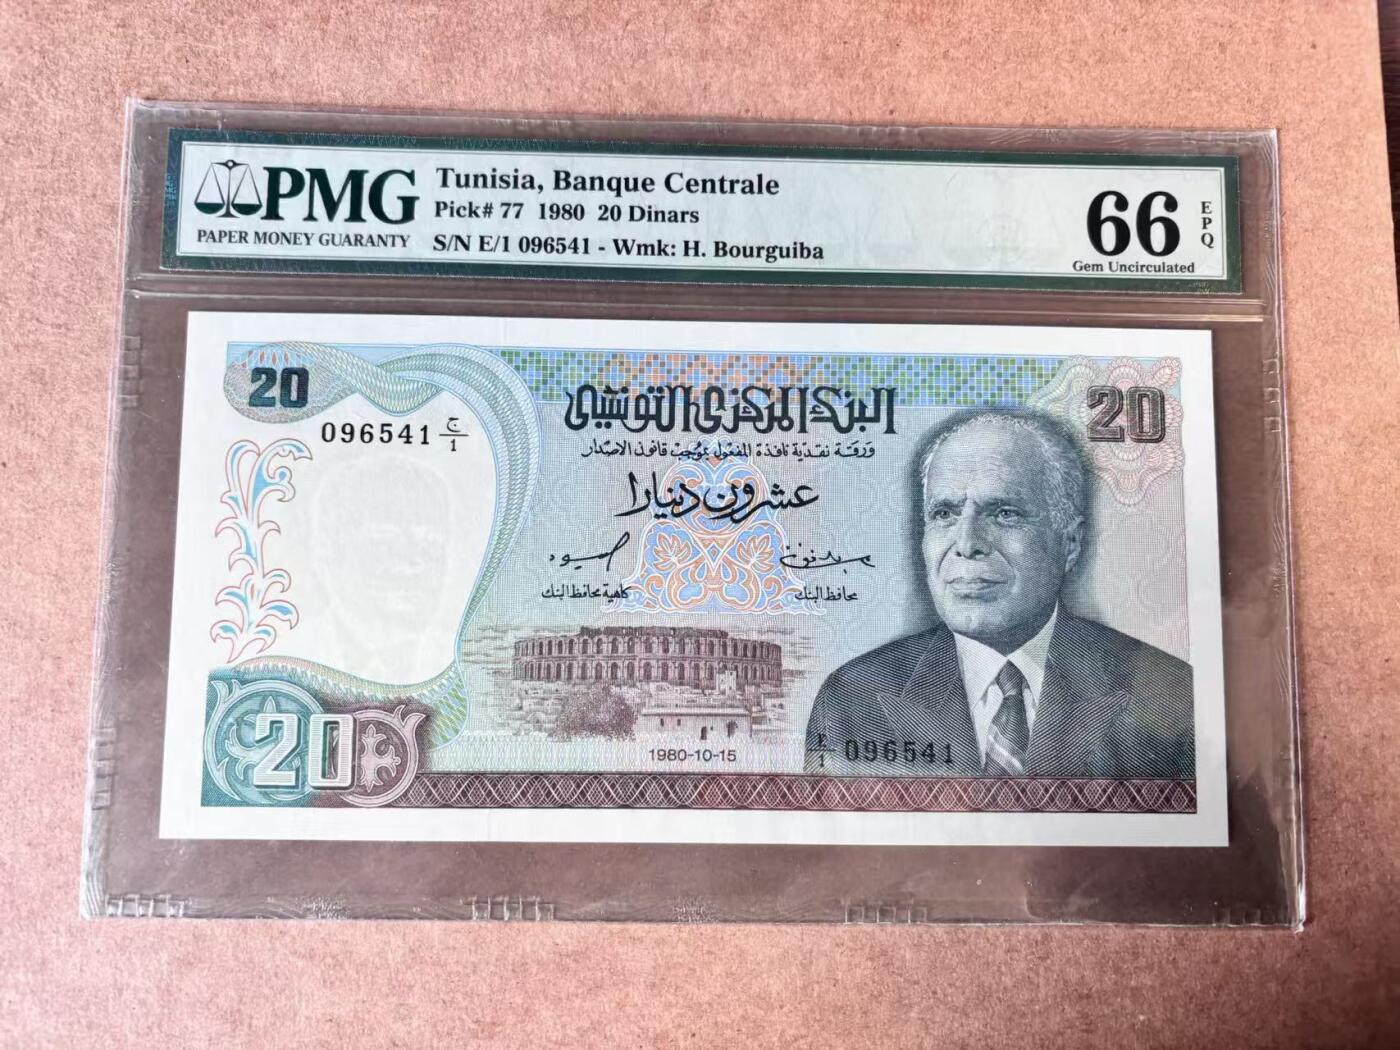 PMG
PAPER MONEY GUARANTY
Tunisia, Banque Centrale
Pick# 77 1980 20 Dinars
S/N E/1 096541 - Wmk: H. Bourguiba
66
EPQ
Gem Uncirculated
20
096541 ج/1
البنك المركزي التونسي
20
ورقة نقدية نافذة المفعول بموجب قانون الإصدار
عشرون دينارا
كاهية محافظ البنك
محافظ البنك
20
1980-10-15
E/1 096541